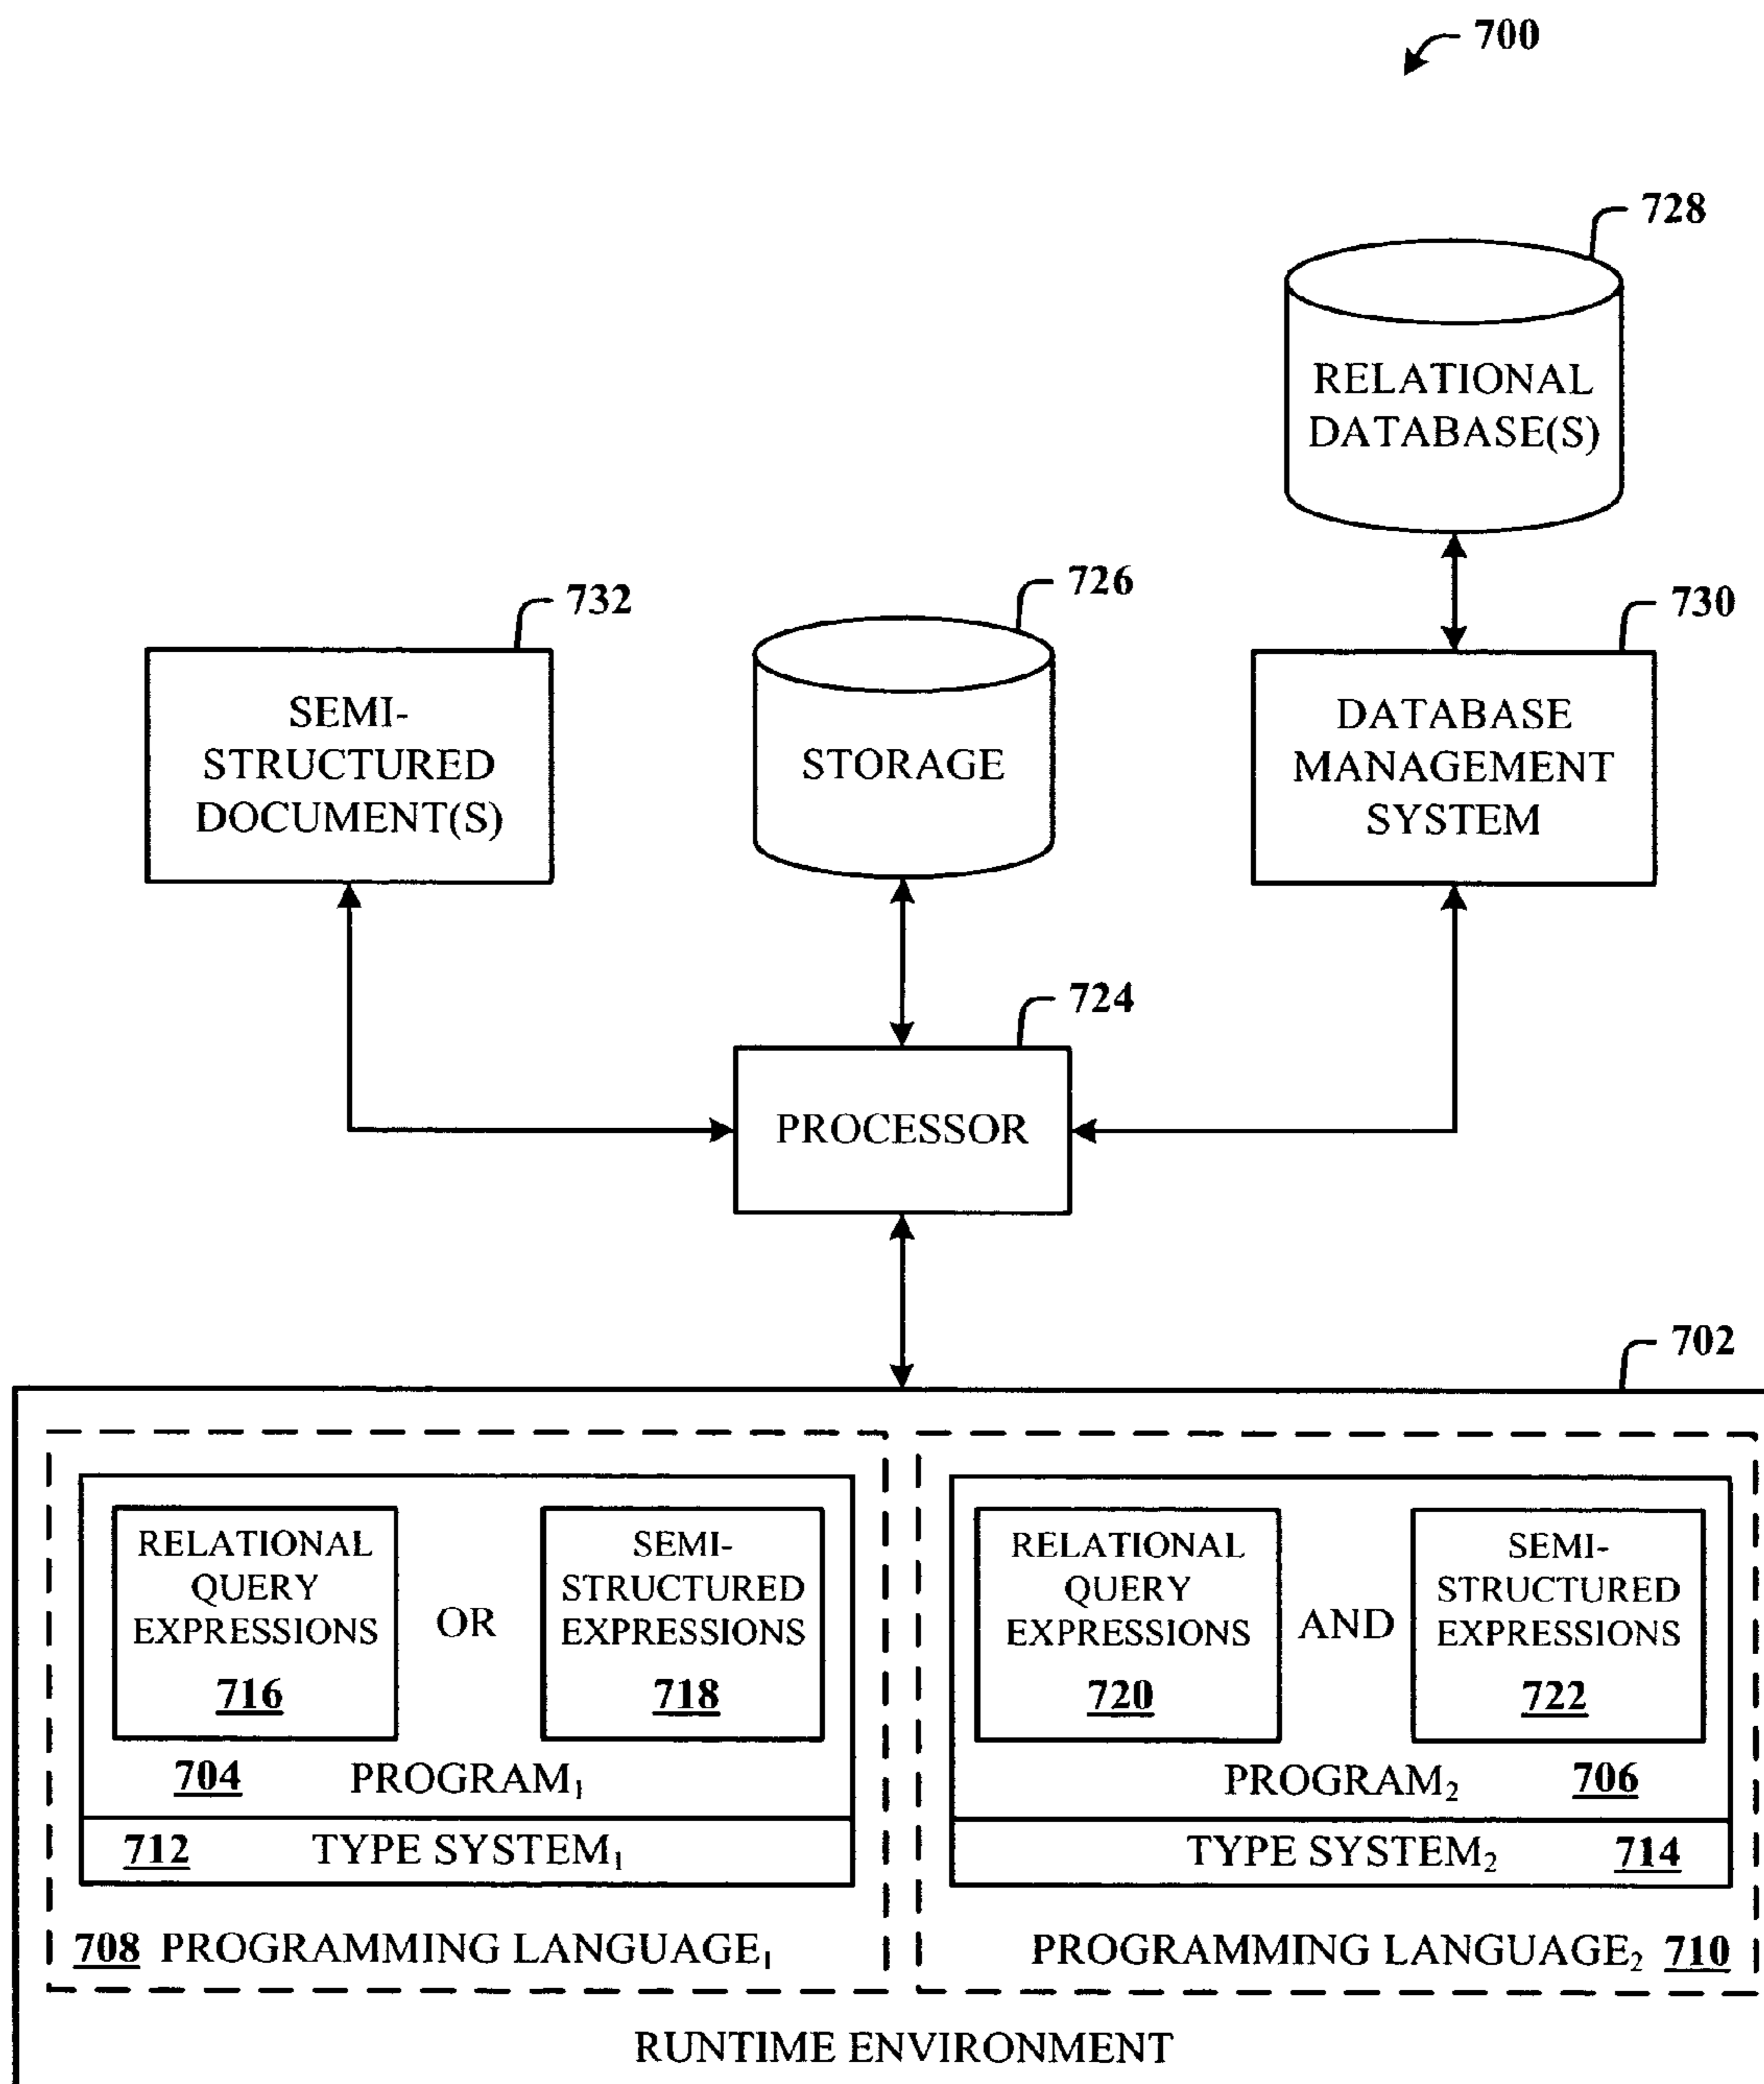 700
728
RELATIONAL
DATABASE(S)
732
726
730
SEMI-
STRUCTURED
DOCUMENT(S)
STORAGE
DATABASE
MANAGEMENT
SYSTEM
724
PROCESSOR
702
RELATIONAL
QUERY
EXPRESSIONS
716
OR
SEMI-
STRUCTURED
EXPRESSIONS
718
704 PROGRAM₁
712 TYPE SYSTEM₁
708 PROGRAMMING LANGUAGE₁
RELATIONAL
QUERY
EXPRESSIONS
720
AND
SEMI-
STRUCTURED
EXPRESSIONS
722
PROGRAM₂ 706
TYPE SYSTEM₂ 714
PROGRAMMING LANGUAGE₂ 710
RUNTIME ENVIRONMENT